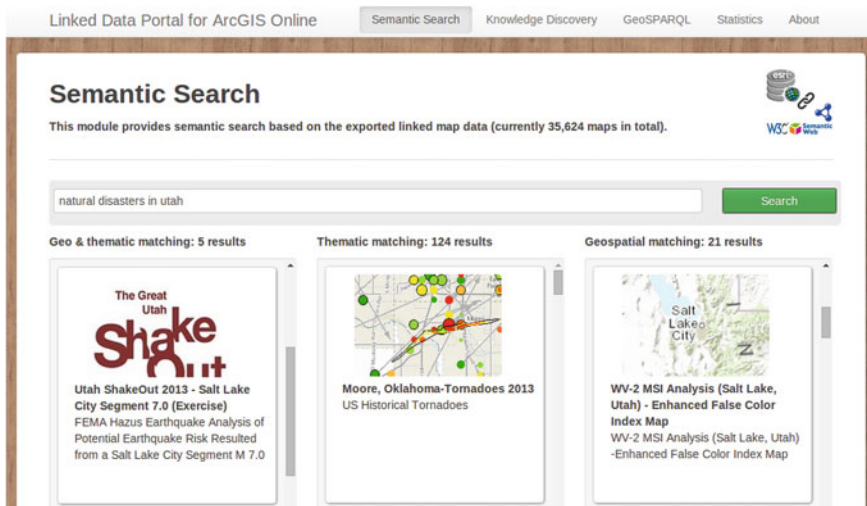 Linked Data Portal for ArcGIS Online
Semantic Search
Knowledge Discovery
GeoSPARQL
Statistics
About
Semantic Search
This module provides semantic search based on the exported linked map data (currently 35,624 maps in total).
esri
W3C Semantic
Web
natural disasters in utah
Search
Geo & thematic matching: 5 results
The Great
Utah
ShakeOut
Utah ShakeOut 2013 - Salt Lake
City Segment 7.0 (Exercise)
FEMA Hazus Earthquake Analysis of
Potential Earthquake Risk Resulted
from a Salt Lake City Segment M 7.0
Thematic matching: 124 results
Moore, Oklahoma-Tornadoes 2013
US Historical Tornadoes
Geospatial matching: 21 results
Salt
Lake
City
WV-2 MSI Analysis (Salt Lake,
Utah) - Enhanced False Color
Index Map
WV-2 MSI Analysis (Salt Lake, Utah)
-Enhanced False Color Index Map